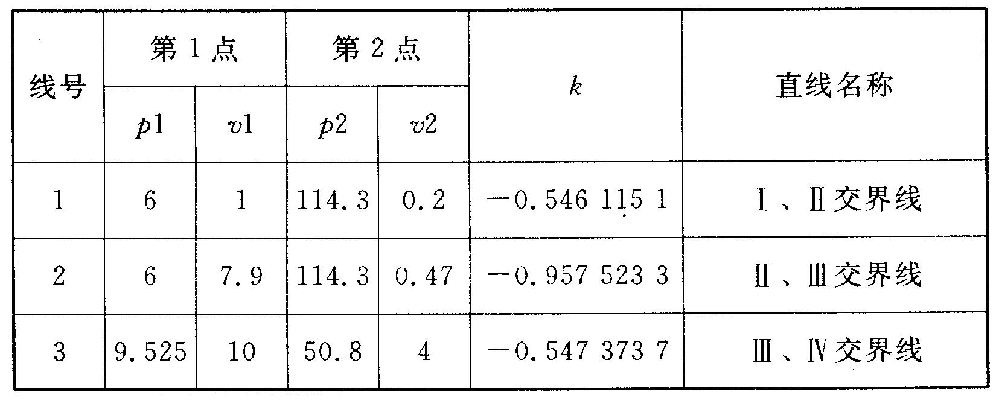 线号 第 1 点 第 2 点 k 直线名称
p1 v1 p2 v2
1 6 1 114.3 0.2 －0.546 115 1 Ⅰ、Ⅱ交界线
2 6 7.9 114.3 0.47 －0.957 523 3 Ⅱ、Ⅲ交界线
3 9.525 10 50.8 4 －0.547 373 7 Ⅲ、Ⅳ交界线